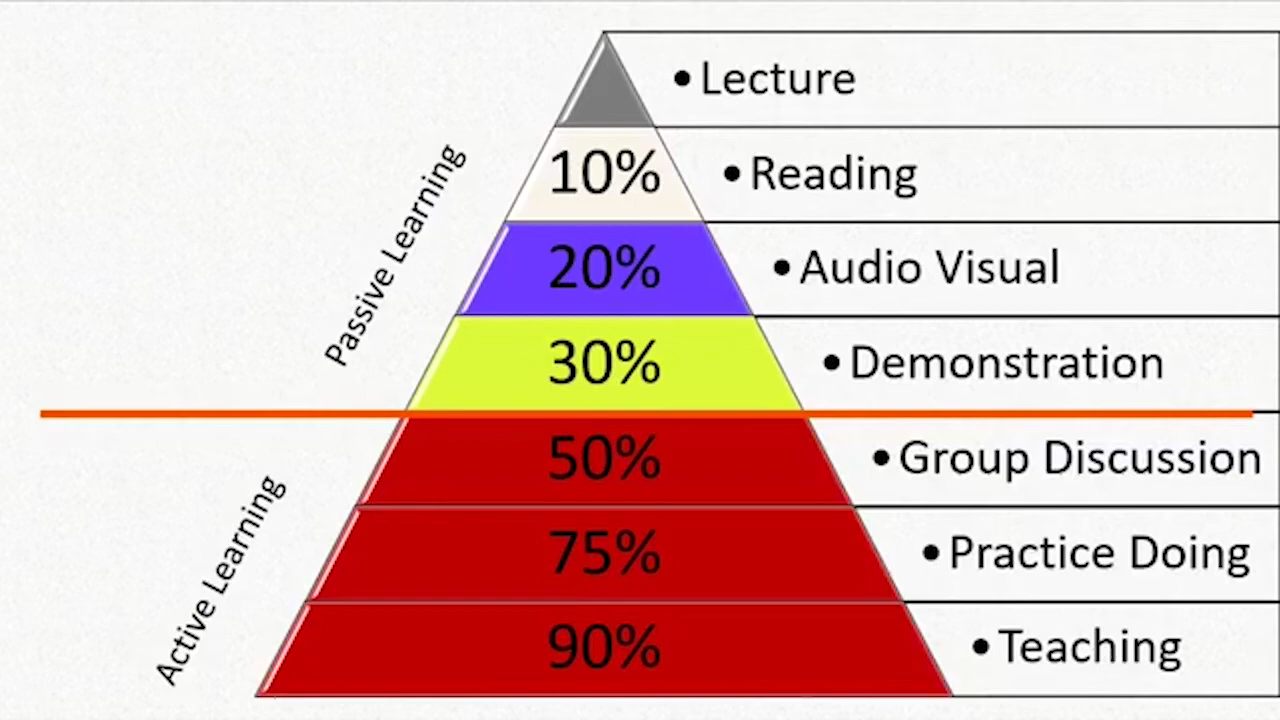 • Lecture
10% • Reading
20% • Audio Visual
30% • Demonstration
Passive Learning
50% • Group Discussion
75% • Practice Doing
90% • Teaching
Active Learning